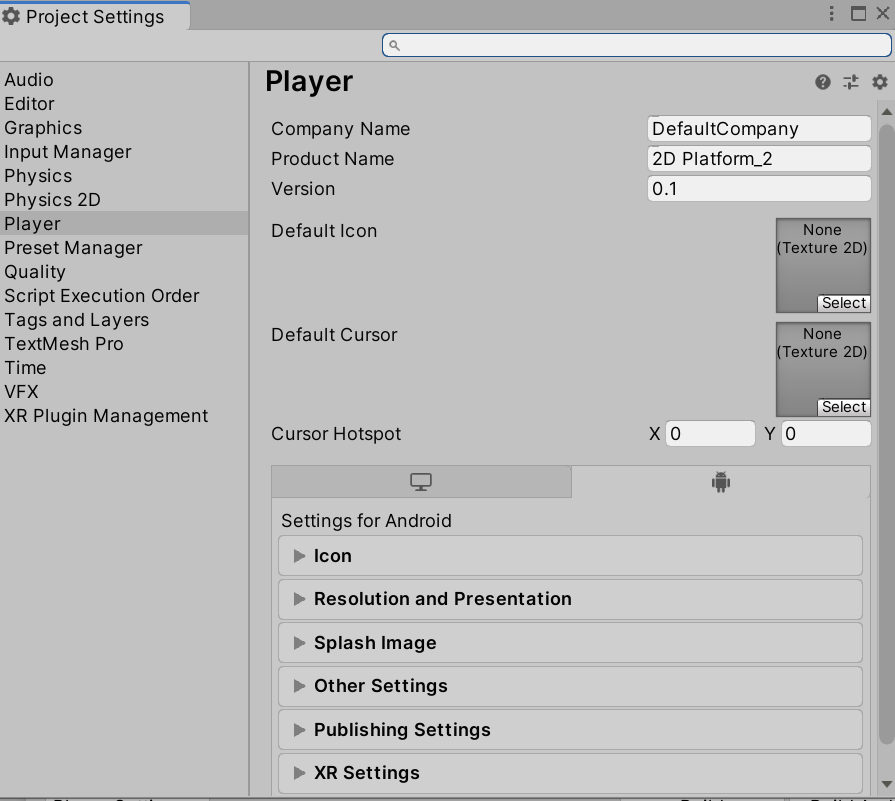 Project Settings
Player
Audio
Editor
Graphics
Input Manager
Physics
Physics 2D
Player
Preset Manager
Quality
Script Execution Order
Tags and Layers
TextMesh Pro
Time
VFX
XR Plugin Management
Company Name DefaultCompany
Product Name 2D Platform_2
Version 0.1
Default Icon
None
(Texture 2D)
Select
Default Cursor
None
(Texture 2D)
Select
Cursor Hotspot X 0 Y 0
Settings for Android
Icon
Resolution and Presentation
Splash Image
Other Settings
Publishing Settings
XR Settings